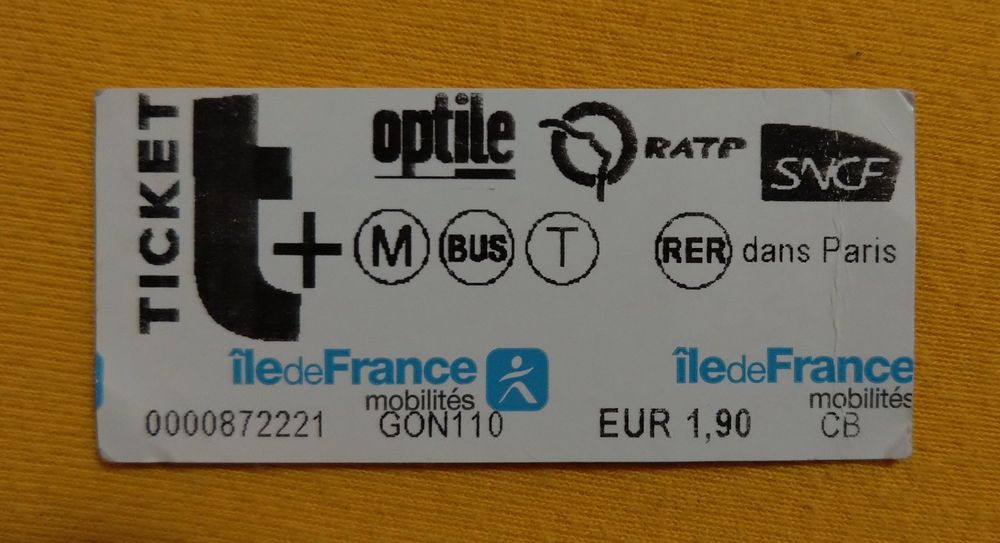 TICKET
t+
optile RATP SNCF
M BUS T RER dans Paris
îledeFrance îledeFrance
mobilités mobilités
0000872221 GON110 EUR 1,90 CB